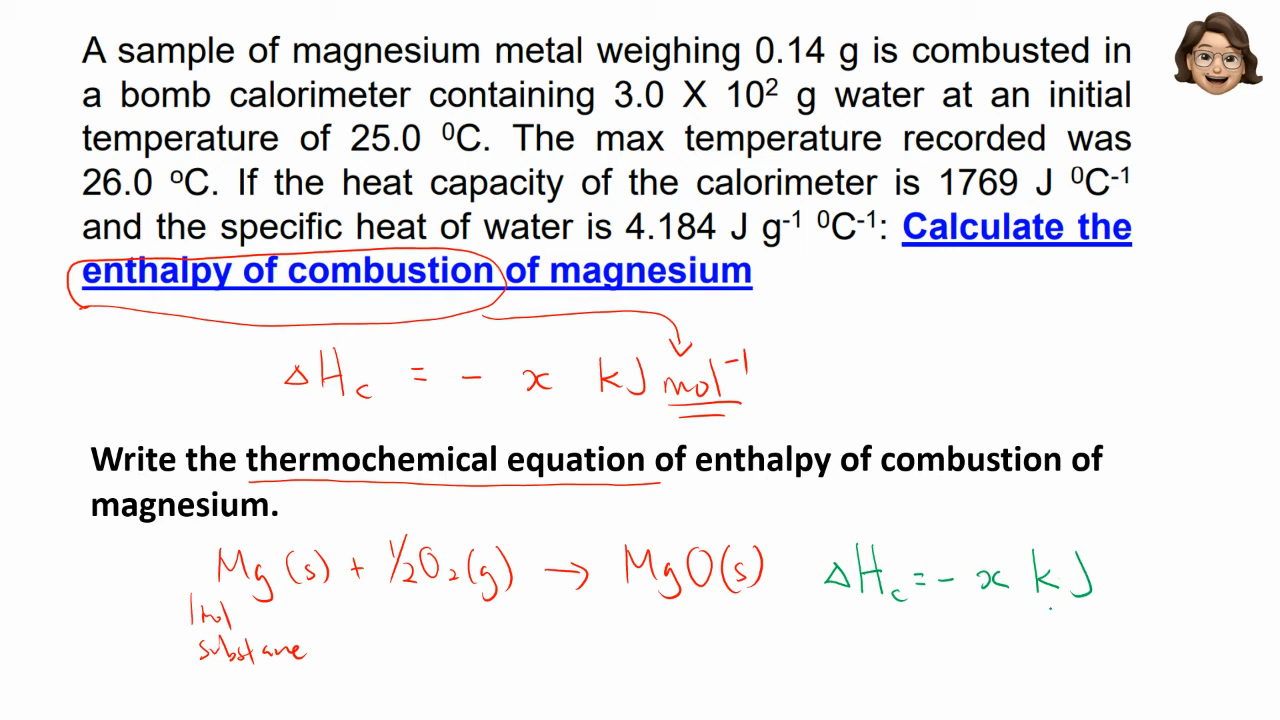 A sample of magnesium metal weighing 0.14 g is combusted in
a bomb calorimeter containing 3.0 X 10² g water at an initial
temperature of 25.0 ⁰C. The max temperature recorded was
26.0 ᵒC. If the heat capacity of the calorimeter is 1769 J ⁰C⁻¹
and the specific heat of water is 4.184 J g⁻¹ ⁰C⁻¹: Calculate the
enthalpy of combustion of magnesium
ΔHc = - x kJ mol⁻¹
Write the thermochemical equation of enthalpy of combustion of
magnesium.
Mg (s) + ½O₂(g) → MgO(s) ΔHc = - x kJ
1 mol
substane